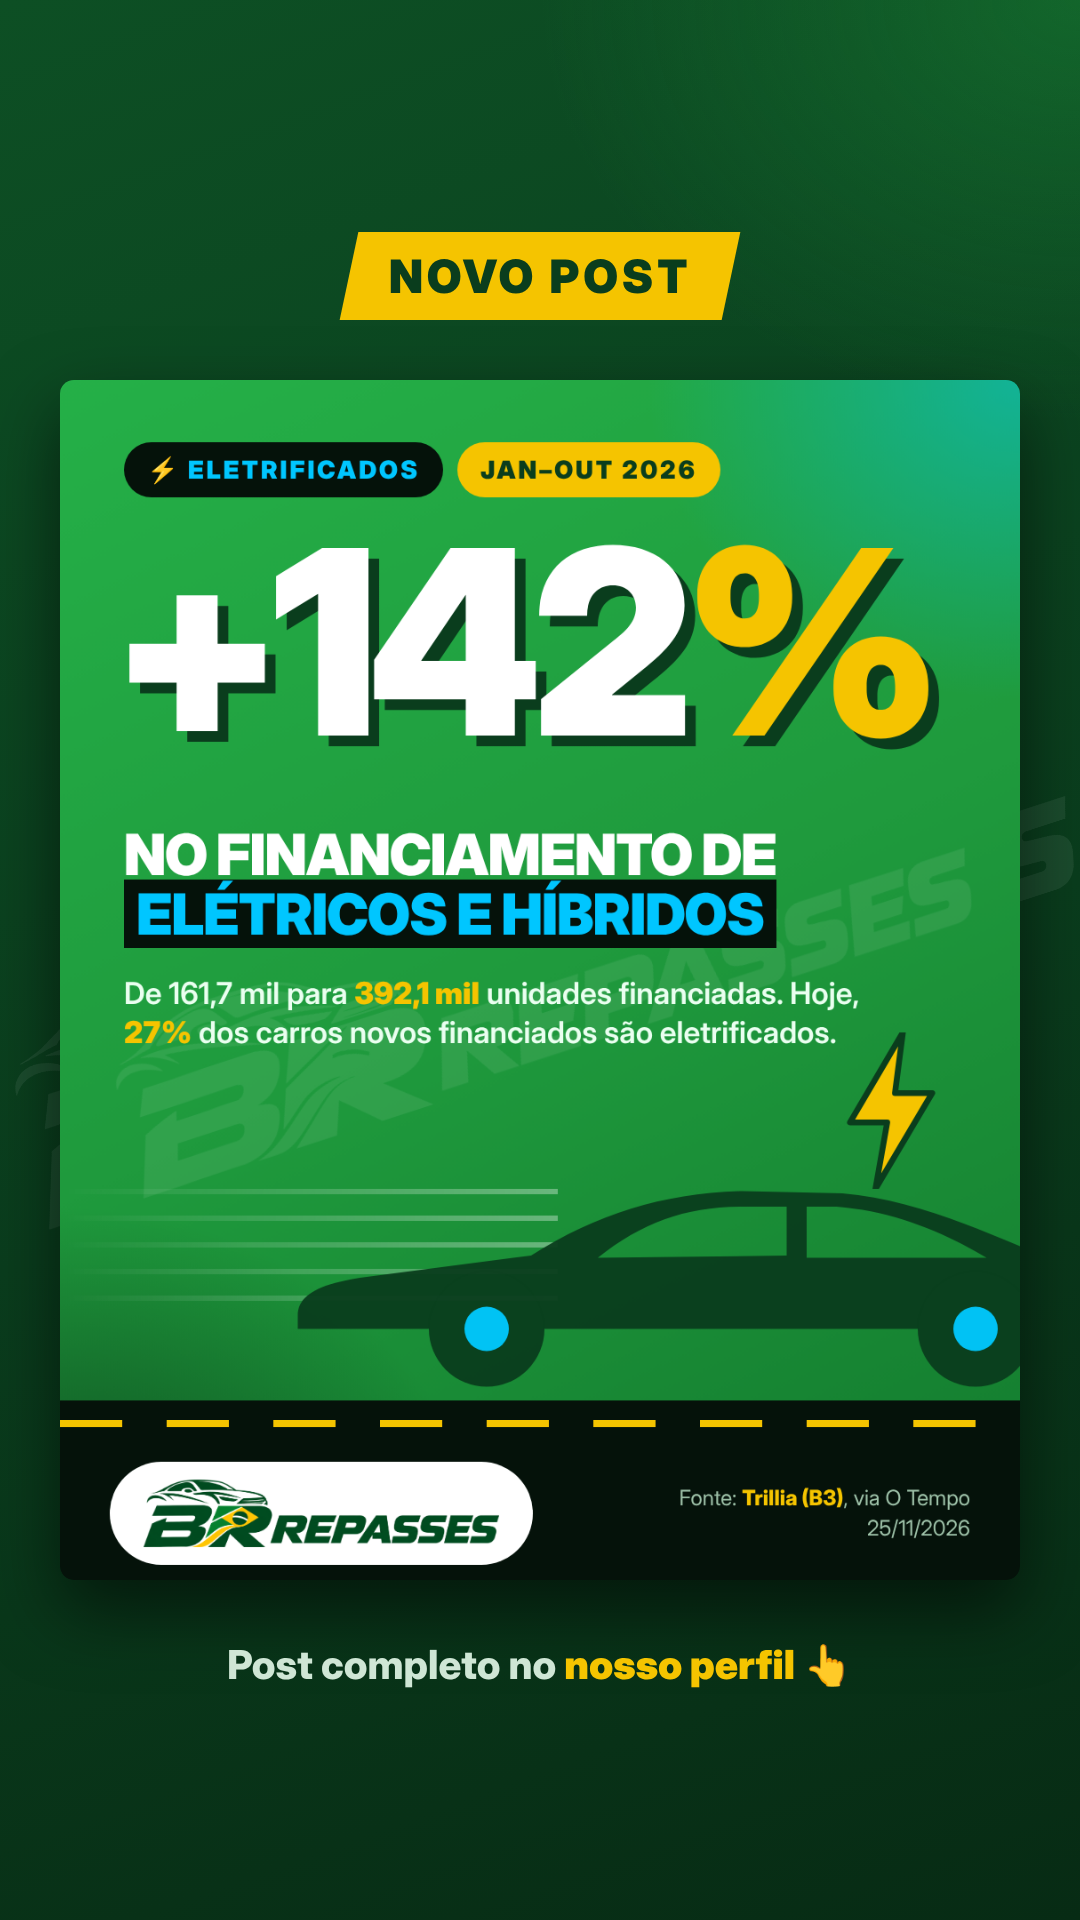 NOVO POST
⚡ ELETRIFICADOS
JAN–OUT 2026
+142%
NO FINANCIAMENTO DE
ELÉTRICOS E HÍBRIDOS
De 161,7 mil para 392,1 mil unidades financiadas. Hoje,
27% dos carros novos financiados são eletrificados.
BR REPASSES
BR REPASSES
Fonte: Trillia (B3), via O Tempo
25/11/2026
Post completo no nosso perfil 👆